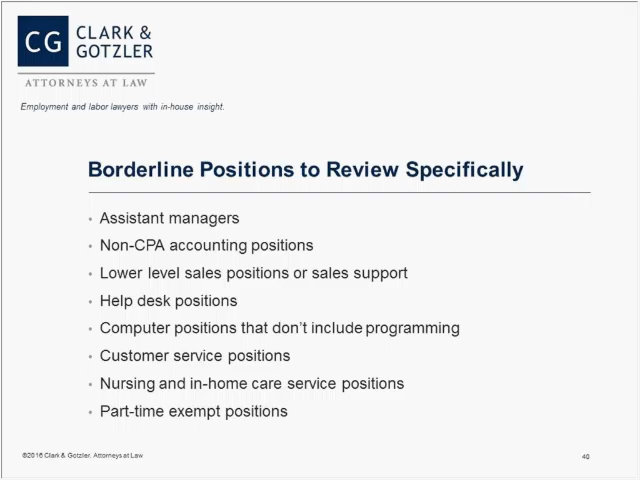 CG
CLARK &
GOTZLER
ATTORNEYS AT LAW
Employment and labor lawyers with in-house insight.
Borderline Positions to Review Specifically
• Assistant managers
• Non-CPA accounting positions
• Lower level sales positions or sales support
• Help desk positions
• Computer positions that don't include programming
• Customer service positions
• Nursing and in-home care service positions
• Part-time exempt positions
©2016 Clark & Gotzler, Attorneys at Law
40